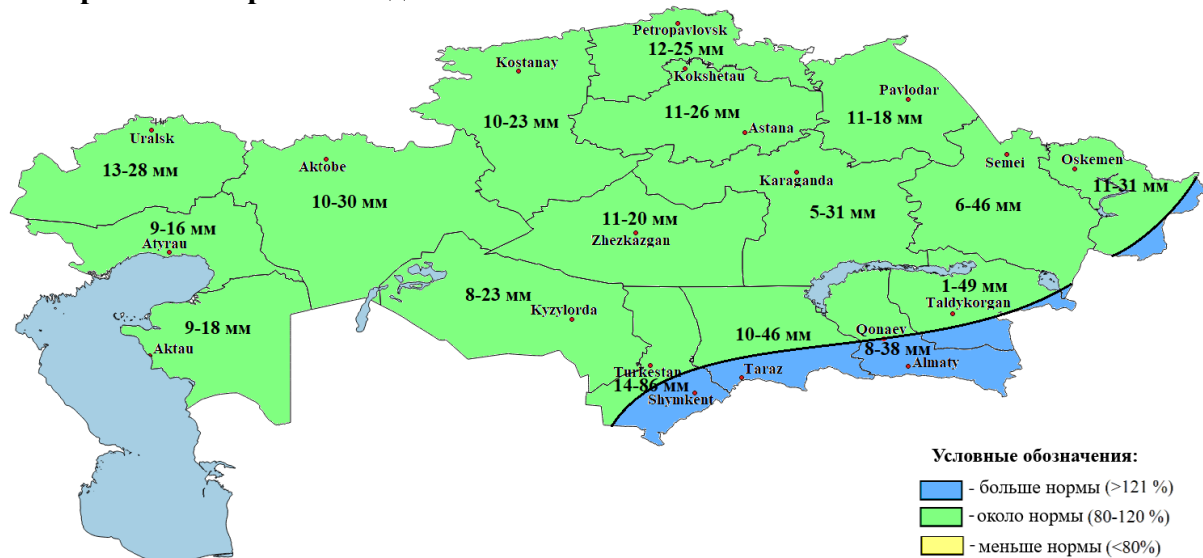 Petropavlovsk
12-25 мм
Kostanay
Kokshetau
Pavlodar
11-26 мм
11-18 мм
10-23 мм
Astana
Uralsk
Aktobe
Semei
Oskemen
13-28 мм
Karaganda
11-31 мм
10-30 мм
11-20 мм
5-31 мм
6-46 мм
9-16 мм
Zhezkazgan
Atyrau
1-49 мм
8-23 мм
Taldykorgan
Kyzylorda
9-18 мм
10-46 мм
Qonaev
Aktau
8-38 мм
Turkestan
Taraz
Almaty
14-86 мм
Shymkent
Условные обозначения:
- больше нормы (>121 %)
- около нормы (80-120 %)
- меньше нормы (<80%)